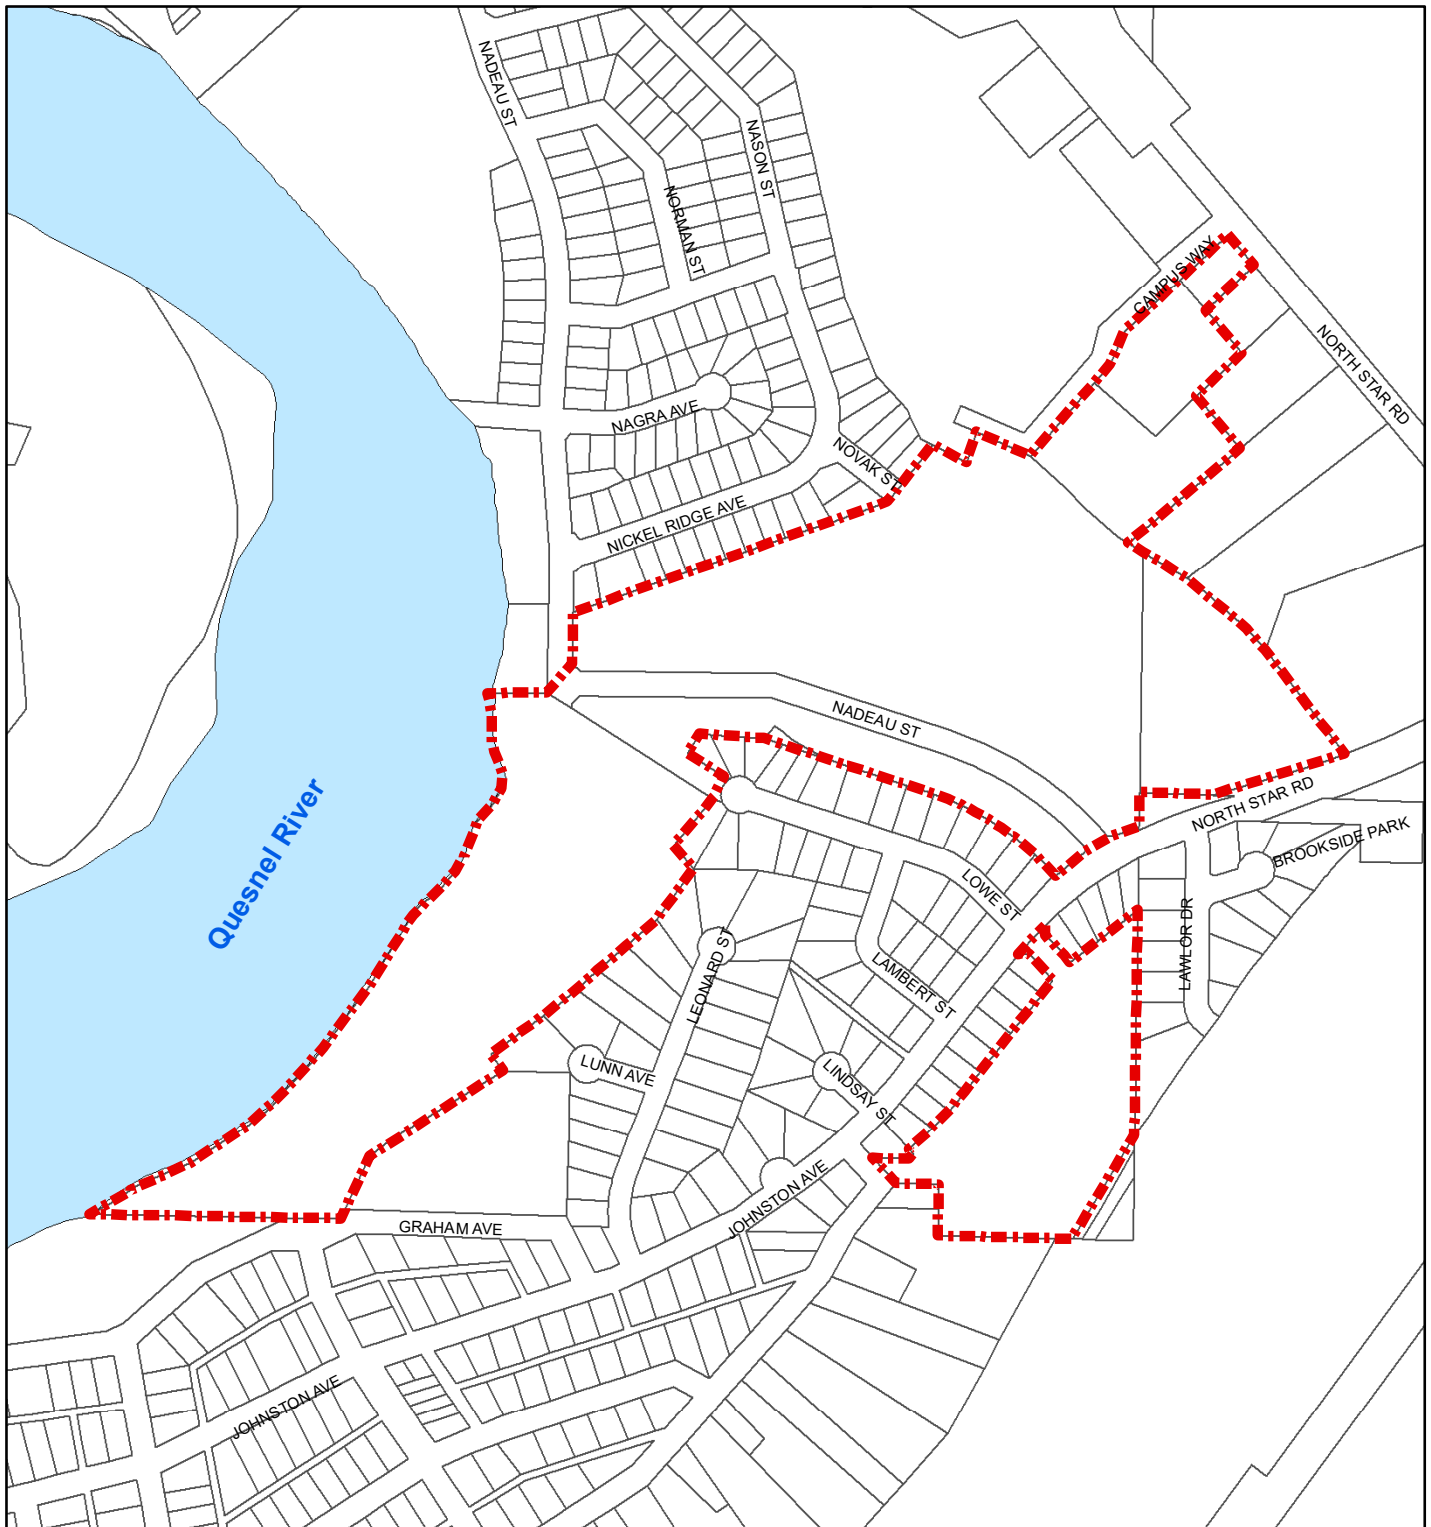 NADEAU ST
NASON ST
NORMAN ST
CAMPUS WAY
NORTH STAR RD
NAGRA AVE
NOVAK ST
NICKEL RIDGE AVE
NADEAU ST
NORTH STAR RD
BROOKSIDE PARK
Quesnel River
LOWE ST
LAWLOR DR
LEONARD ST
LAMBERT ST
LUNN AVE
LINDSAY ST
JOHNSTON AVE
GRAHAM AVE
JOHNSTON AVE